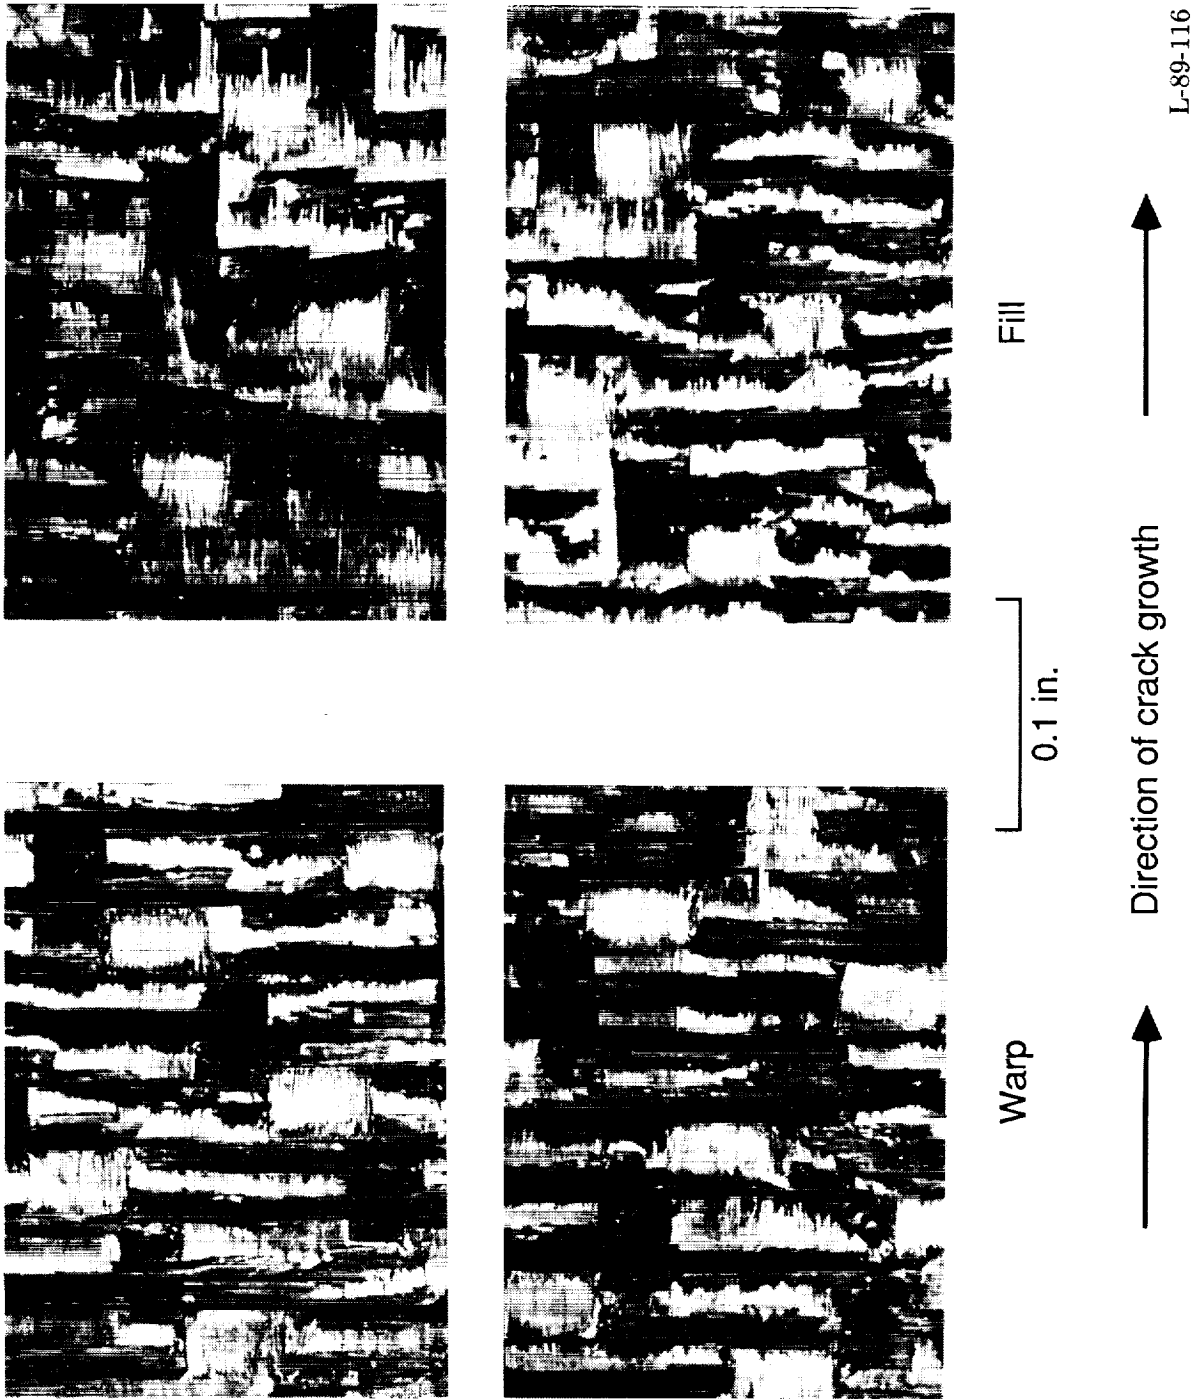 Warp
Fill
0.1 in.
Direction of crack growth
L-89-116